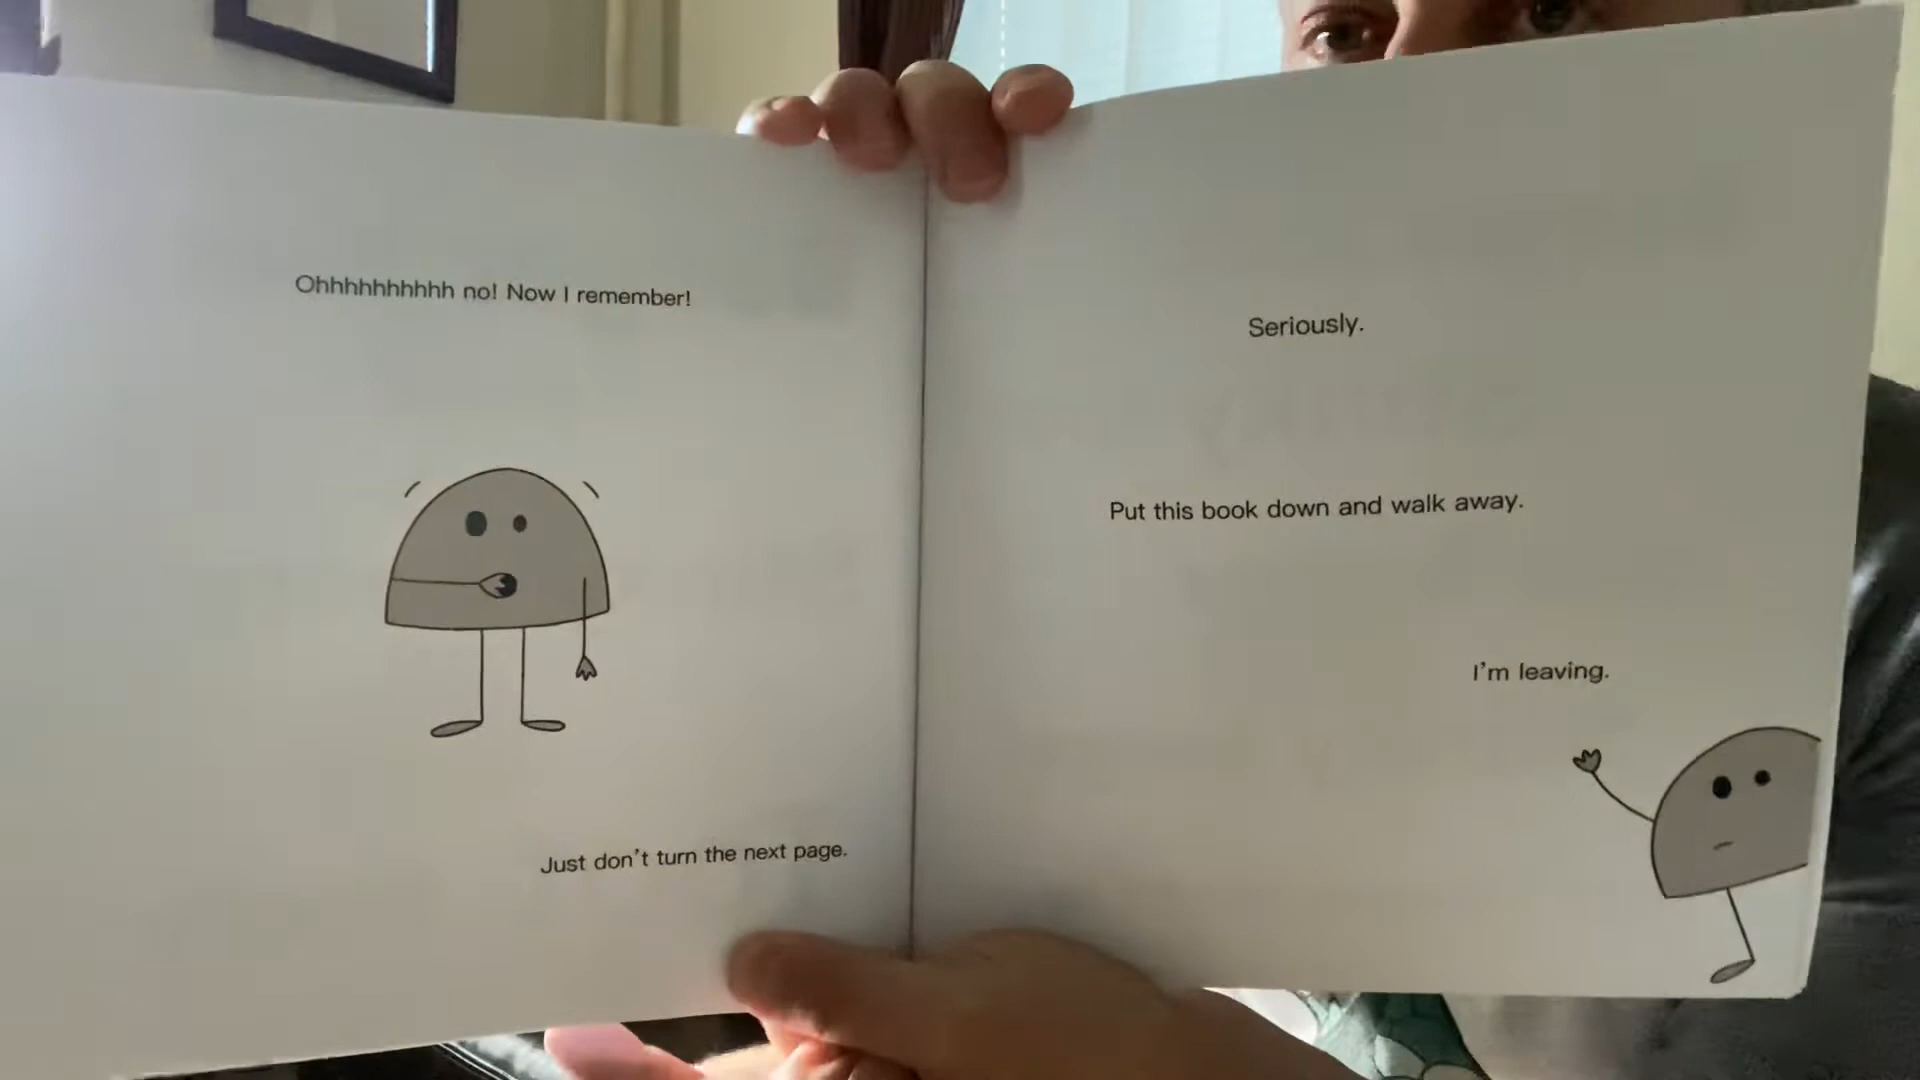 Ohhhhhhhhhh no! Now I remember!
Just don't turn the next page.
Seriously.
Put this book down and walk away.
I'm leaving.